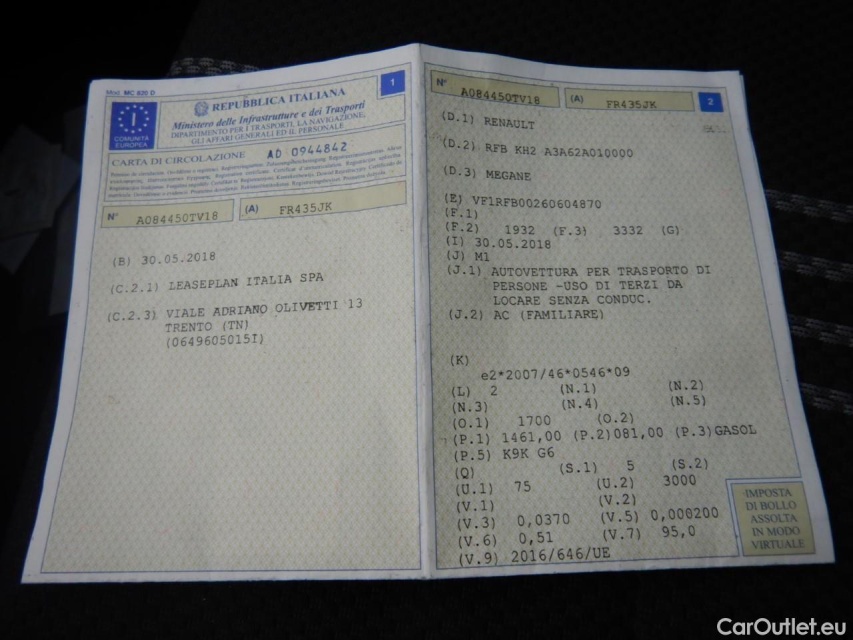 Mod. MC 820 D
1
REPUBBLICA ITALIANA
Ministero delle Infrastrutture e dei Trasporti
DIPARTIMENTO PER I TRASPORTI, LA NAVIGAZIONE,
GLI AFFARI GENERALI ED IL PERSONALE
COMUNITÀ
EUROPEA
I
CARTA DI CIRCOLAZIONE AD 0944842
N° A084450TV18 (A) FR435JK
(B) 30.05.2018
(C.2.1) LEASEPLAN ITALIA SPA
(C.2.3) VIALE ADRIANO OLIVETTI 13
TRENTO (TN)
(06496050151)
N° A084450TV18 (A) FR435JK 2
(D.1) RENAULT
(D.2) RFB KH2 A3A62A010000
(D.3) MEGANE
(E) VF1RFB00260604870
(F.1)
(F.2) 1932 (F.3) 3332 (G)
(I) 30.05.2018
(J) M1
(J.1) AUTOVETTURA PER TRASPORTO DI
PERSONE -USO DI TERZI DA
LOCARE SENZA CONDUC.
(J.2) AC (FAMILIARE)
(K)
e2*2007/46*0546*09
(L) 2 (N.1) (N.2)
(N.3) (N.4) (N.5)
(O.1) 1700 (O.2)
(P.1) 1461,00 (P.2)081,00 (P.3)GASOL
(P.5) K9K G6
(Q) (S.1) 5 (S.2)
(U.1) 75 (U.2) 3000
(V.1) (V.2)
(V.3) 0,0370 (V.5) 0,000200
(V.6) 0,51 (V.7) 95,0
(V.9) 2016/646/UE
IMPOSTA
DI BOLLO
ASSOLTA
IN MODO
VIRTUALE
CarOutlet.eu